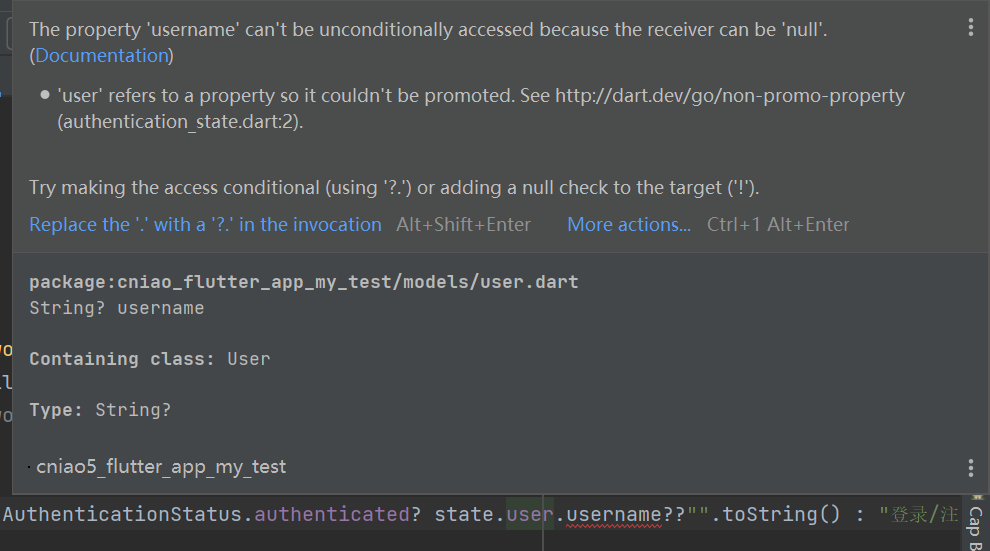 The property 'username' can't be unconditionally accessed because the receiver can be 'null'.
(Documentation)
'user' refers to a property so it couldn't be promoted. See http://dart.dev/go/non-promo-property
(authentication_state.dart:2).
Try making the access conditional (using '?.') or adding a null check to the target ('!').
Replace the '.' with a '?.' in the invocation Alt+Shift+Enter More actions... Ctrl+1 Alt+Enter
package:cniao_flutter_app_my_test/models/user.dart
String? username
Containing class: User
Type: String?
cniao5_flutter_app_my_test
AuthenticationStatus.authenticated? state.user.username??"".toString() : "登录/注
Cap B